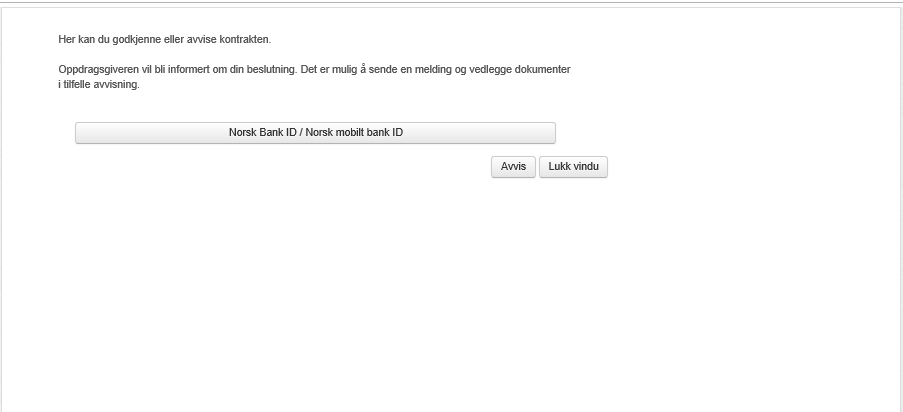 Her kan du godkjenne eller avvise kontrakten.
Oppdragsgiveren vil bli informert om din beslutning. Det er mulig å sende en melding og vedlegge dokumenter
i tilfelle avvisning.
Norsk Bank ID / Norsk mobilt bank ID
Avvis Lukk vindu